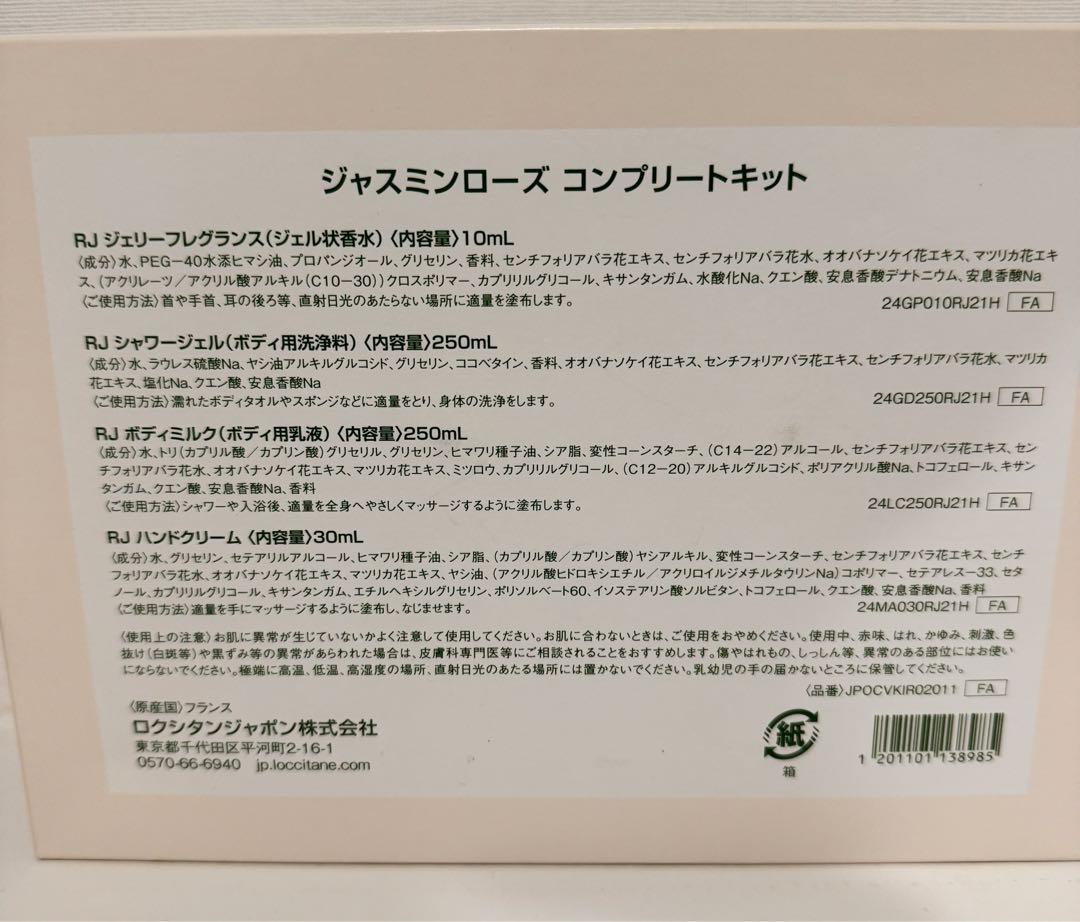 ジャスミンローズ コンプリートキット
RJ ジェリーフレグランス(ジェル状香水)〈内容量〉10mL
〈成分〉水、PEG-40水添ヒマシ油、プロパンジオール、グリセリン、香料、センチフォリアバラ花エキス、センチフォリアバラ花水、オオバナソケイ花エキス、マツリカ花エキ
ス、(アクリレーツ/アクリル酸アルキル(C10-30))クロスポリマー、カプリリルグリコール、キサンタンガム、水酸化Na、クエン酸、安息香酸デナトニウム、安息香酸Na
〈ご使用方法〉首や手首、耳の後ろ等、直射日光のあたらない場所に適量を塗布します。 24GP010RJ21H FA
RJ シャワージェル(ボディ用洗浄料)〈内容量〉250mL
〈成分〉水、ラウレス硫酸Na、ヤシ油アルキルグルコシド、グリセリン、ココベタイン、香料、オオバナソケイ花エキス、センチフォリアバラ花エキス、センチフォリアバラ花水、マツリカ
花エキス、塩化Na、クエン酸、安息香酸Na
〈ご使用方法〉濡れたボディタオルやスポンジなどに適量をとり、身体の洗浄をします。 24GD250RJ21H FA
RJ ボディミルク(ボディ用乳液)〈内容量〉250mL
〈成分〉水、トリ(カプリル酸/カプリン酸)グリセリル、グリセリン、ヒマワリ種子油、シア脂、変性コーンスターチ、(C14-22)アルコール、センチフォリアバラ花エキス、セン
チフォリアバラ花水、オオバナソケイ花エキス、マツリカ花エキス、ミツロウ、カプリリルグリコール、(C12-20)アルキルグルコシド、ポリアクリル酸Na、トコフェロール、キサン
タンガム、クエン酸、安息香酸Na、香料
〈ご使用方法〉シャワーや入浴後、適量を全身へやさしくマッサージするように塗布します。 24LC250RJ21H FA
RJ ハンドクリーム〈内容量〉30mL
〈成分〉水、グリセリン、セテアリルアルコール、ヒマワリ種子油、シア脂、(カプリル酸/カプリン酸)ヤシアルキル、変性コーンスターチ、センチフォリアバラ花エキス、センチ
フォリアバラ花水、オオバナソケイ花エキス、マツリカ花エキス、ヤシ油、(アクリル酸ヒドロキシエチル/アクリロイルジメチルタウリンNa)コポリマー、セテアレス-33、セタ
ノール、カプリリルグリコール、キサンタンガム、エチルヘキシルグリセリン、ポリソルベート60、イソステアリン酸ソルビタン、トコフェロール、クエン酸、安息香酸Na、香料
〈ご使用方法〉適量を手にマッサージするように塗布し、なじませます。 24MA030RJ21H FA
〈使用上の注意〉お肌に異常が生じていないかよく注意して使用してください。お肌に合わないときは、ご使用をおやめください。使用中、赤味、はれ、かゆみ、刺激、色
抜け(白斑等)や黒ずみ等の異常があらわれた場合は、皮膚科専門医等にご相談されることをおすすめします。傷やはれもの、しっしん等、異常のある部位にはお使い
にならないでください。極端に高温、低温、高湿度の場所、直射日光のあたる場所には置かないでください。乳幼児の手の届かないところに保管してください。
〈品番〉JPOCVKIR02011 FA
〈原産国〉フランス
ロクシタンジャポン株式会社
東京都千代田区平河町2-16-1
0570-66-6940 jp.loccitane.com
紙
箱
1 201101 138985